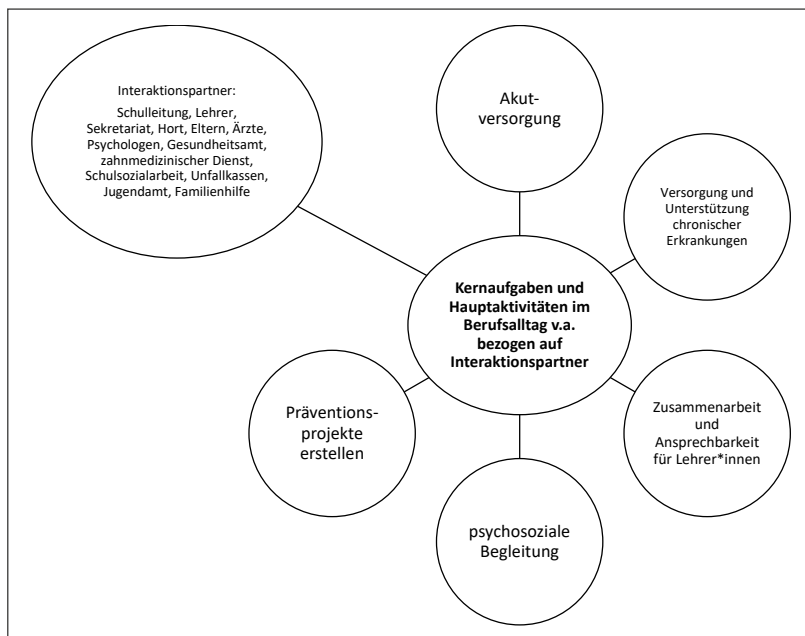 Interaktionspartner:
Schulleitung, Lehrer,
Sekretariat, Hort, Eltern, Ärzte,
Psychologen, Gesundheitsamt,
zahnmedizinischer Dienst,
Schulsozialarbeit, Unfallkassen,
Jugendamt, Familienhilfe
Akut-
versorgung
Versorgung und
Unterstützung
chronischer
Erkrankungen
Kernaufgaben und
Hauptaktivitäten im
Berufsalltag v.a.
bezogen auf
Interaktionspartner
Zusammenarbeit
und
Ansprechbarkeit
für Lehrer*innen
Präventions-
projekte
erstellen
psychosoziale
Begleitung